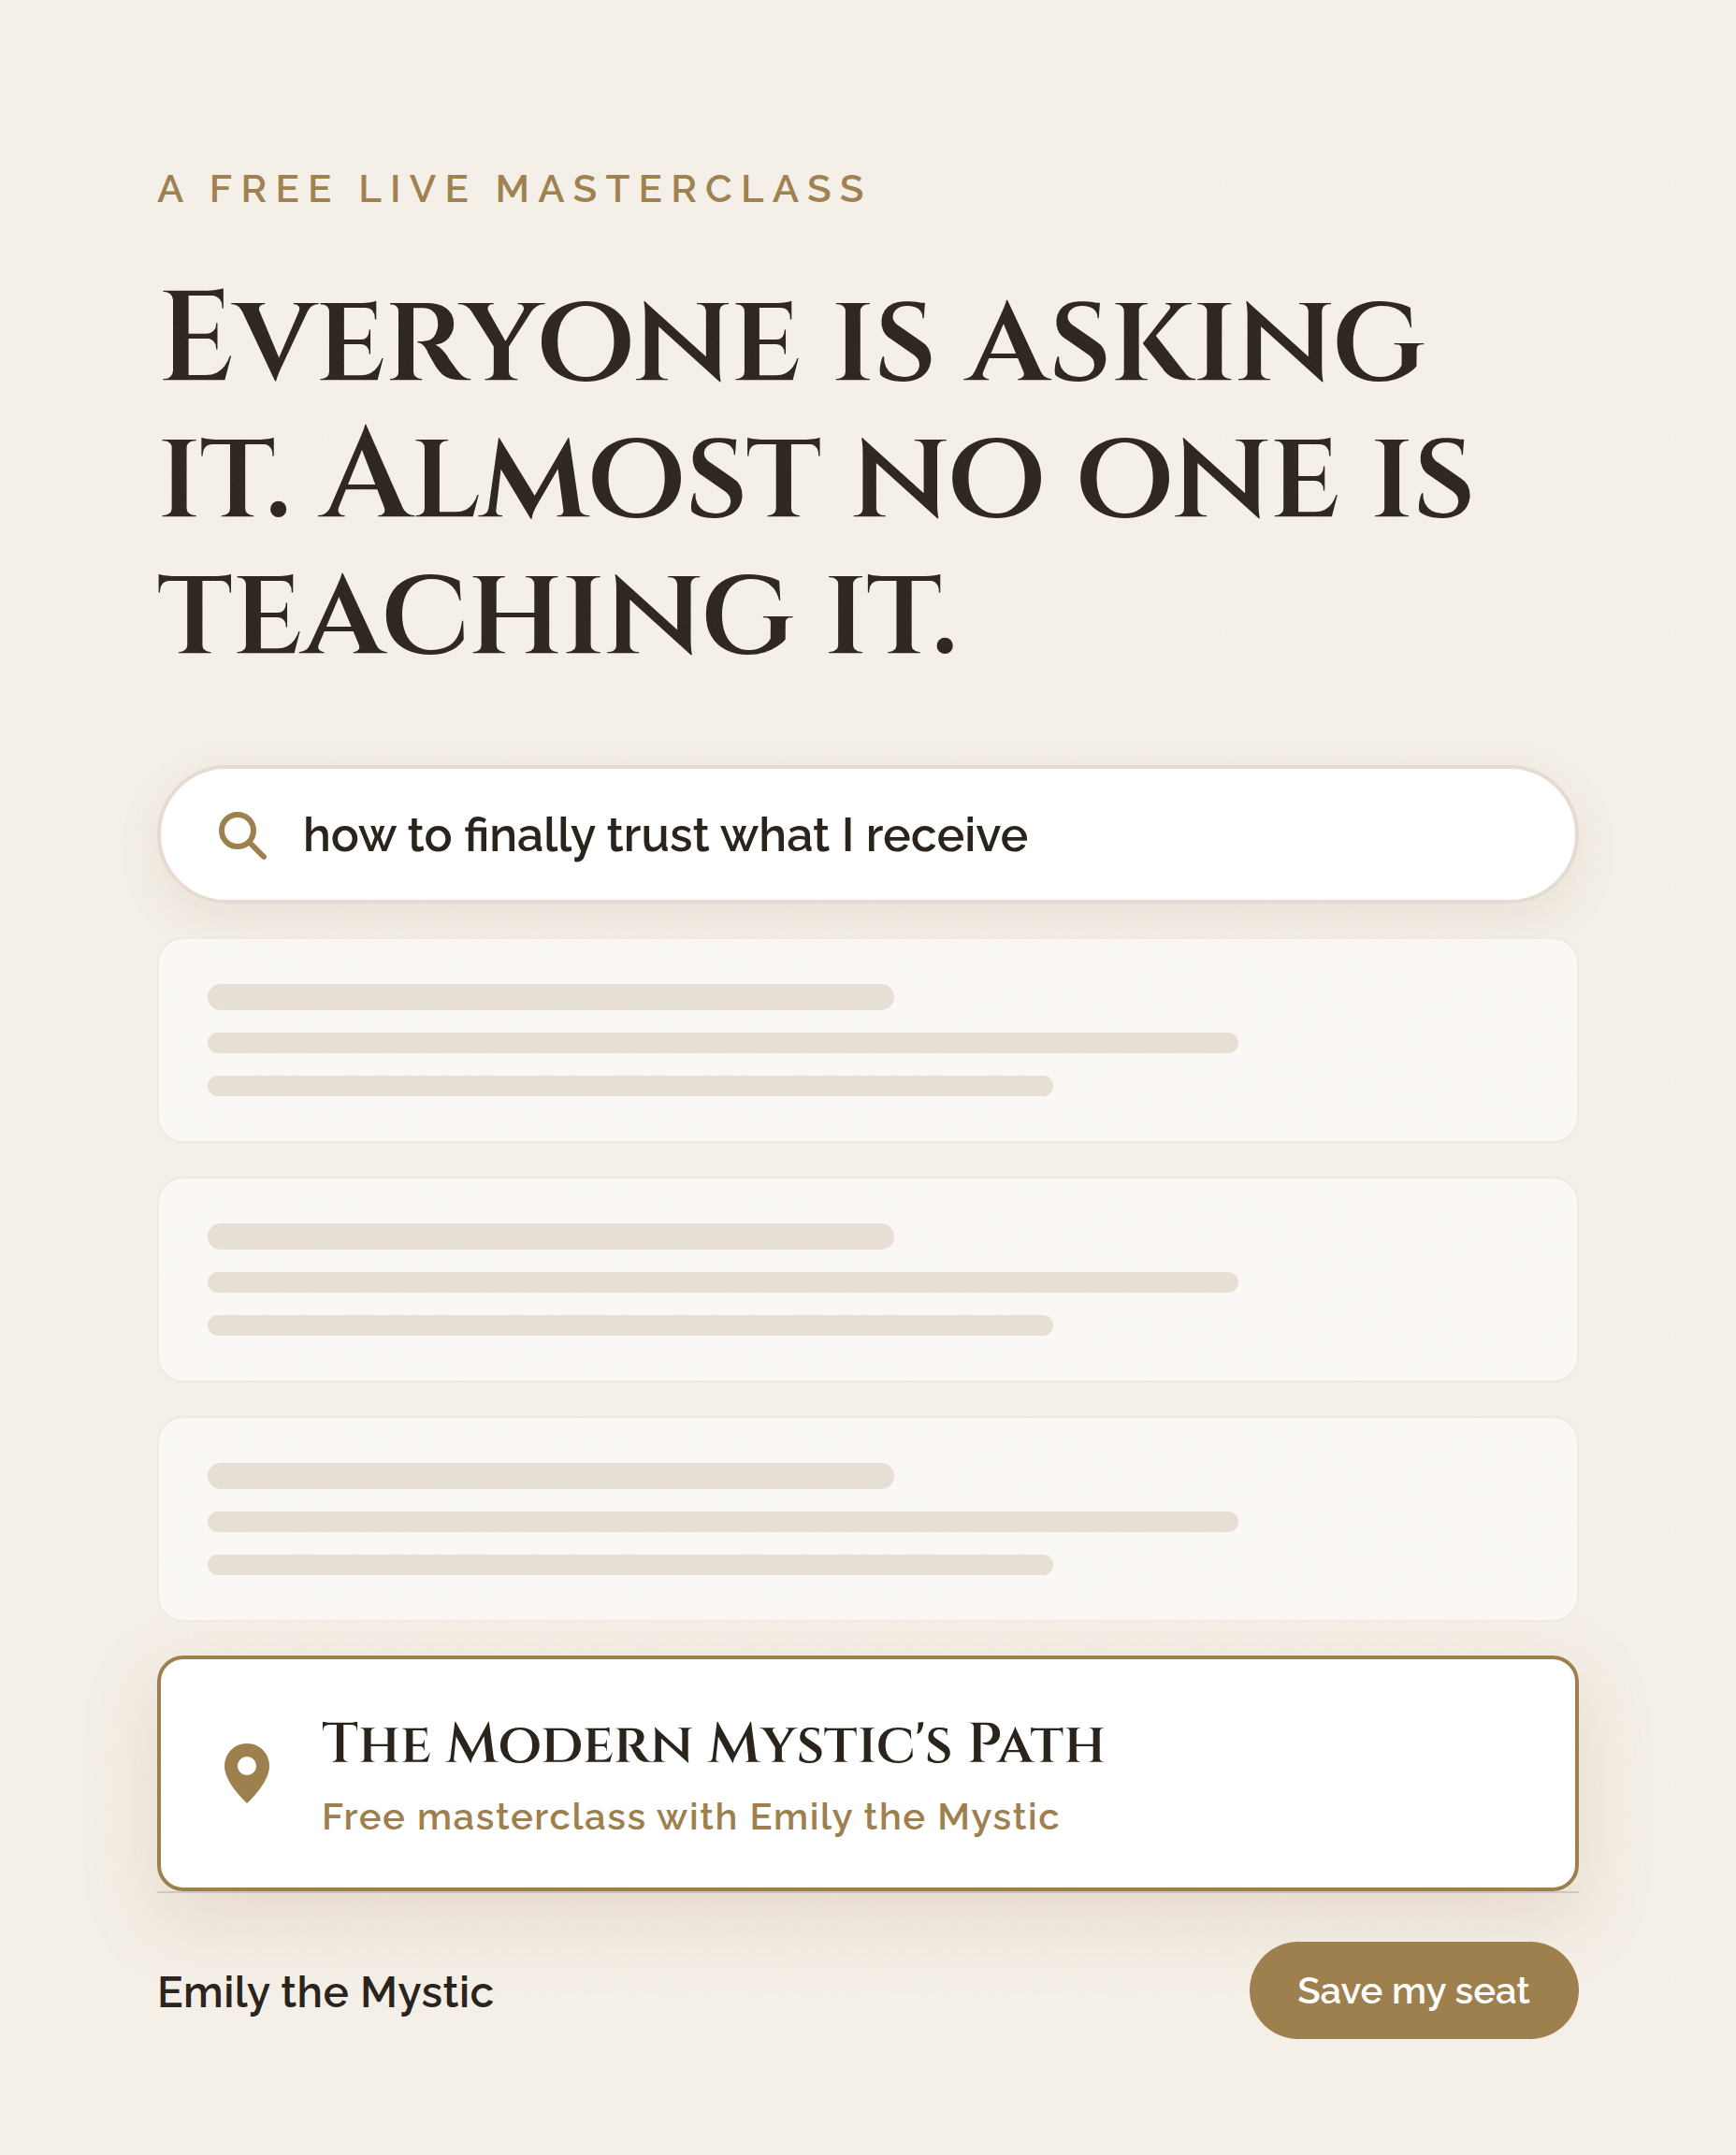 A FREE LIVE MASTERCLASS
Everyone is asking
it. Almost no one is
teaching it.
how to finally trust what I receive
The Modern Mystic's Path
Free masterclass with Emily the Mystic
Emily the Mystic
Save my seat